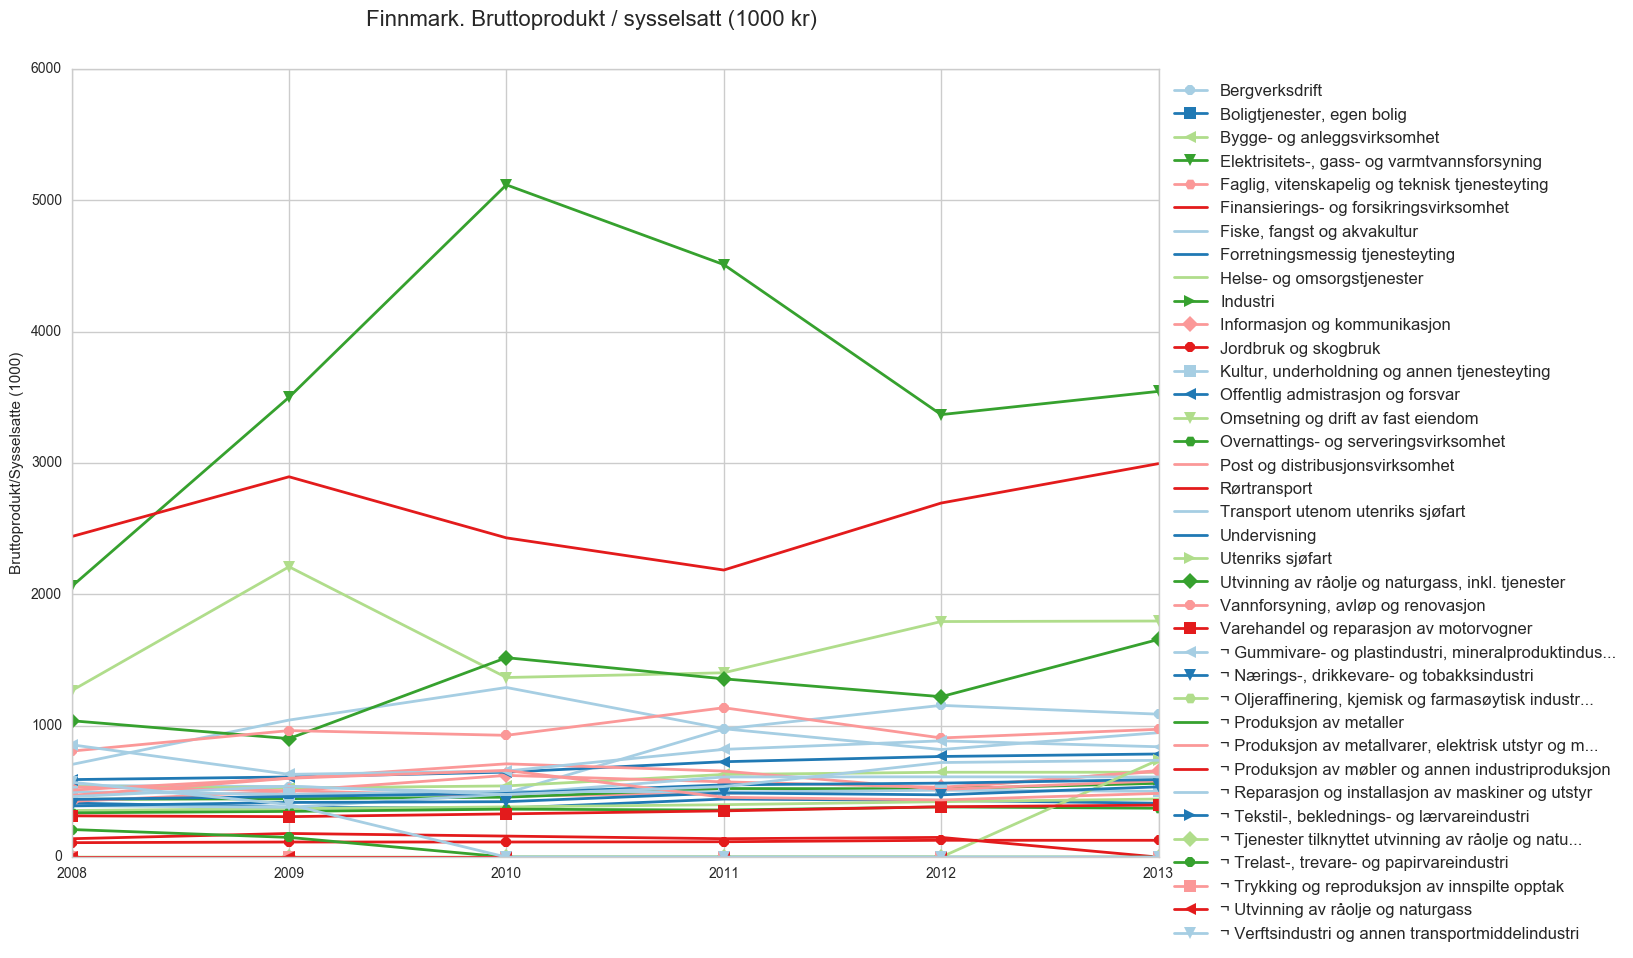 Finnmark. Bruttoprodukt / sysselsatt (1000 kr)
Bruttoprodukt/Sysselsatte (1000)
6000
5000
4000
3000
2000
1000
0
2008
2009
2010
2011
2012
2013
Bergverksdrift
Boligtjenester, egen bolig
Bygge- og anleggsvirksomhet
Elektrisitets-, gass- og varmtvannsforsyning
Faglig, vitenskapelig og teknisk tjenesteyting
Finansierings- og forsikringsvirksomhet
Fiske, fangst og akvakultur
Forretningsmessig tjenesteyting
Helse- og omsorgstjenester
Industri
Informasjon og kommunikasjon
Jordbruk og skogbruk
Kultur, underholdning og annen tjenesteyting
Offentlig admistrasjon og forsvar
Omsetning og drift av fast eiendom
Overnattings- og serveringsvirksomhet
Post og distribusjonsvirksomhet
Rørtransport
Transport utenom utenriks sjøfart
Undervisning
Utenriks sjøfart
Utvinning av råolje og naturgass, inkl. tjenester
Vannforsyning, avløp og renovasjon
Varehandel og reparasjon av motorvogner
¬ Gummivare- og plastindustri, mineralproduktindus...
¬ Nærings-, drikkevare- og tobakksindustri
¬ Oljeraffinering, kjemisk og farmasøytisk industr...
¬ Produksjon av metaller
¬ Produksjon av metallvarer, elektrisk utstyr og m...
¬ Produksjon av møbler og annen industriproduksjon
¬ Reparasjon og installasjon av maskiner og utstyr
¬ Tekstil-, beklednings- og lærvareindustri
¬ Tjenester tilknyttet utvinning av råolje og natu...
¬ Trelast-, trevare- og papirvareindustri
¬ Trykking og reproduksjon av innspilte opptak
¬ Utvinning av råolje og naturgass
¬ Verftsindustri og annen transportmiddelindustri